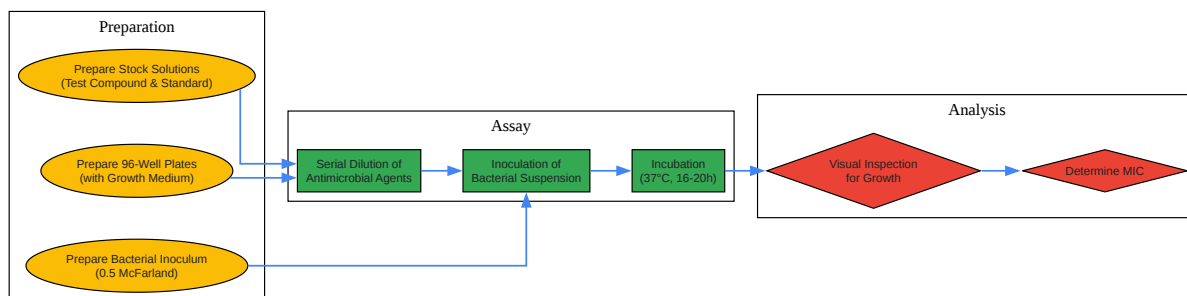 Preparation
Prepare Stock Solutions
(Test Compound & Standard)
Prepare 96-Well Plates
(with Growth Medium)
Prepare Bacterial Inoculum
(0.5 McFarland)
Assay
Serial Dilution of
Antimicrobial Agents
Inoculation of
Bacterial Suspension
Incubation
(37°C, 16-20h)
Analysis
Visual Inspection
for Growth
Determine MIC